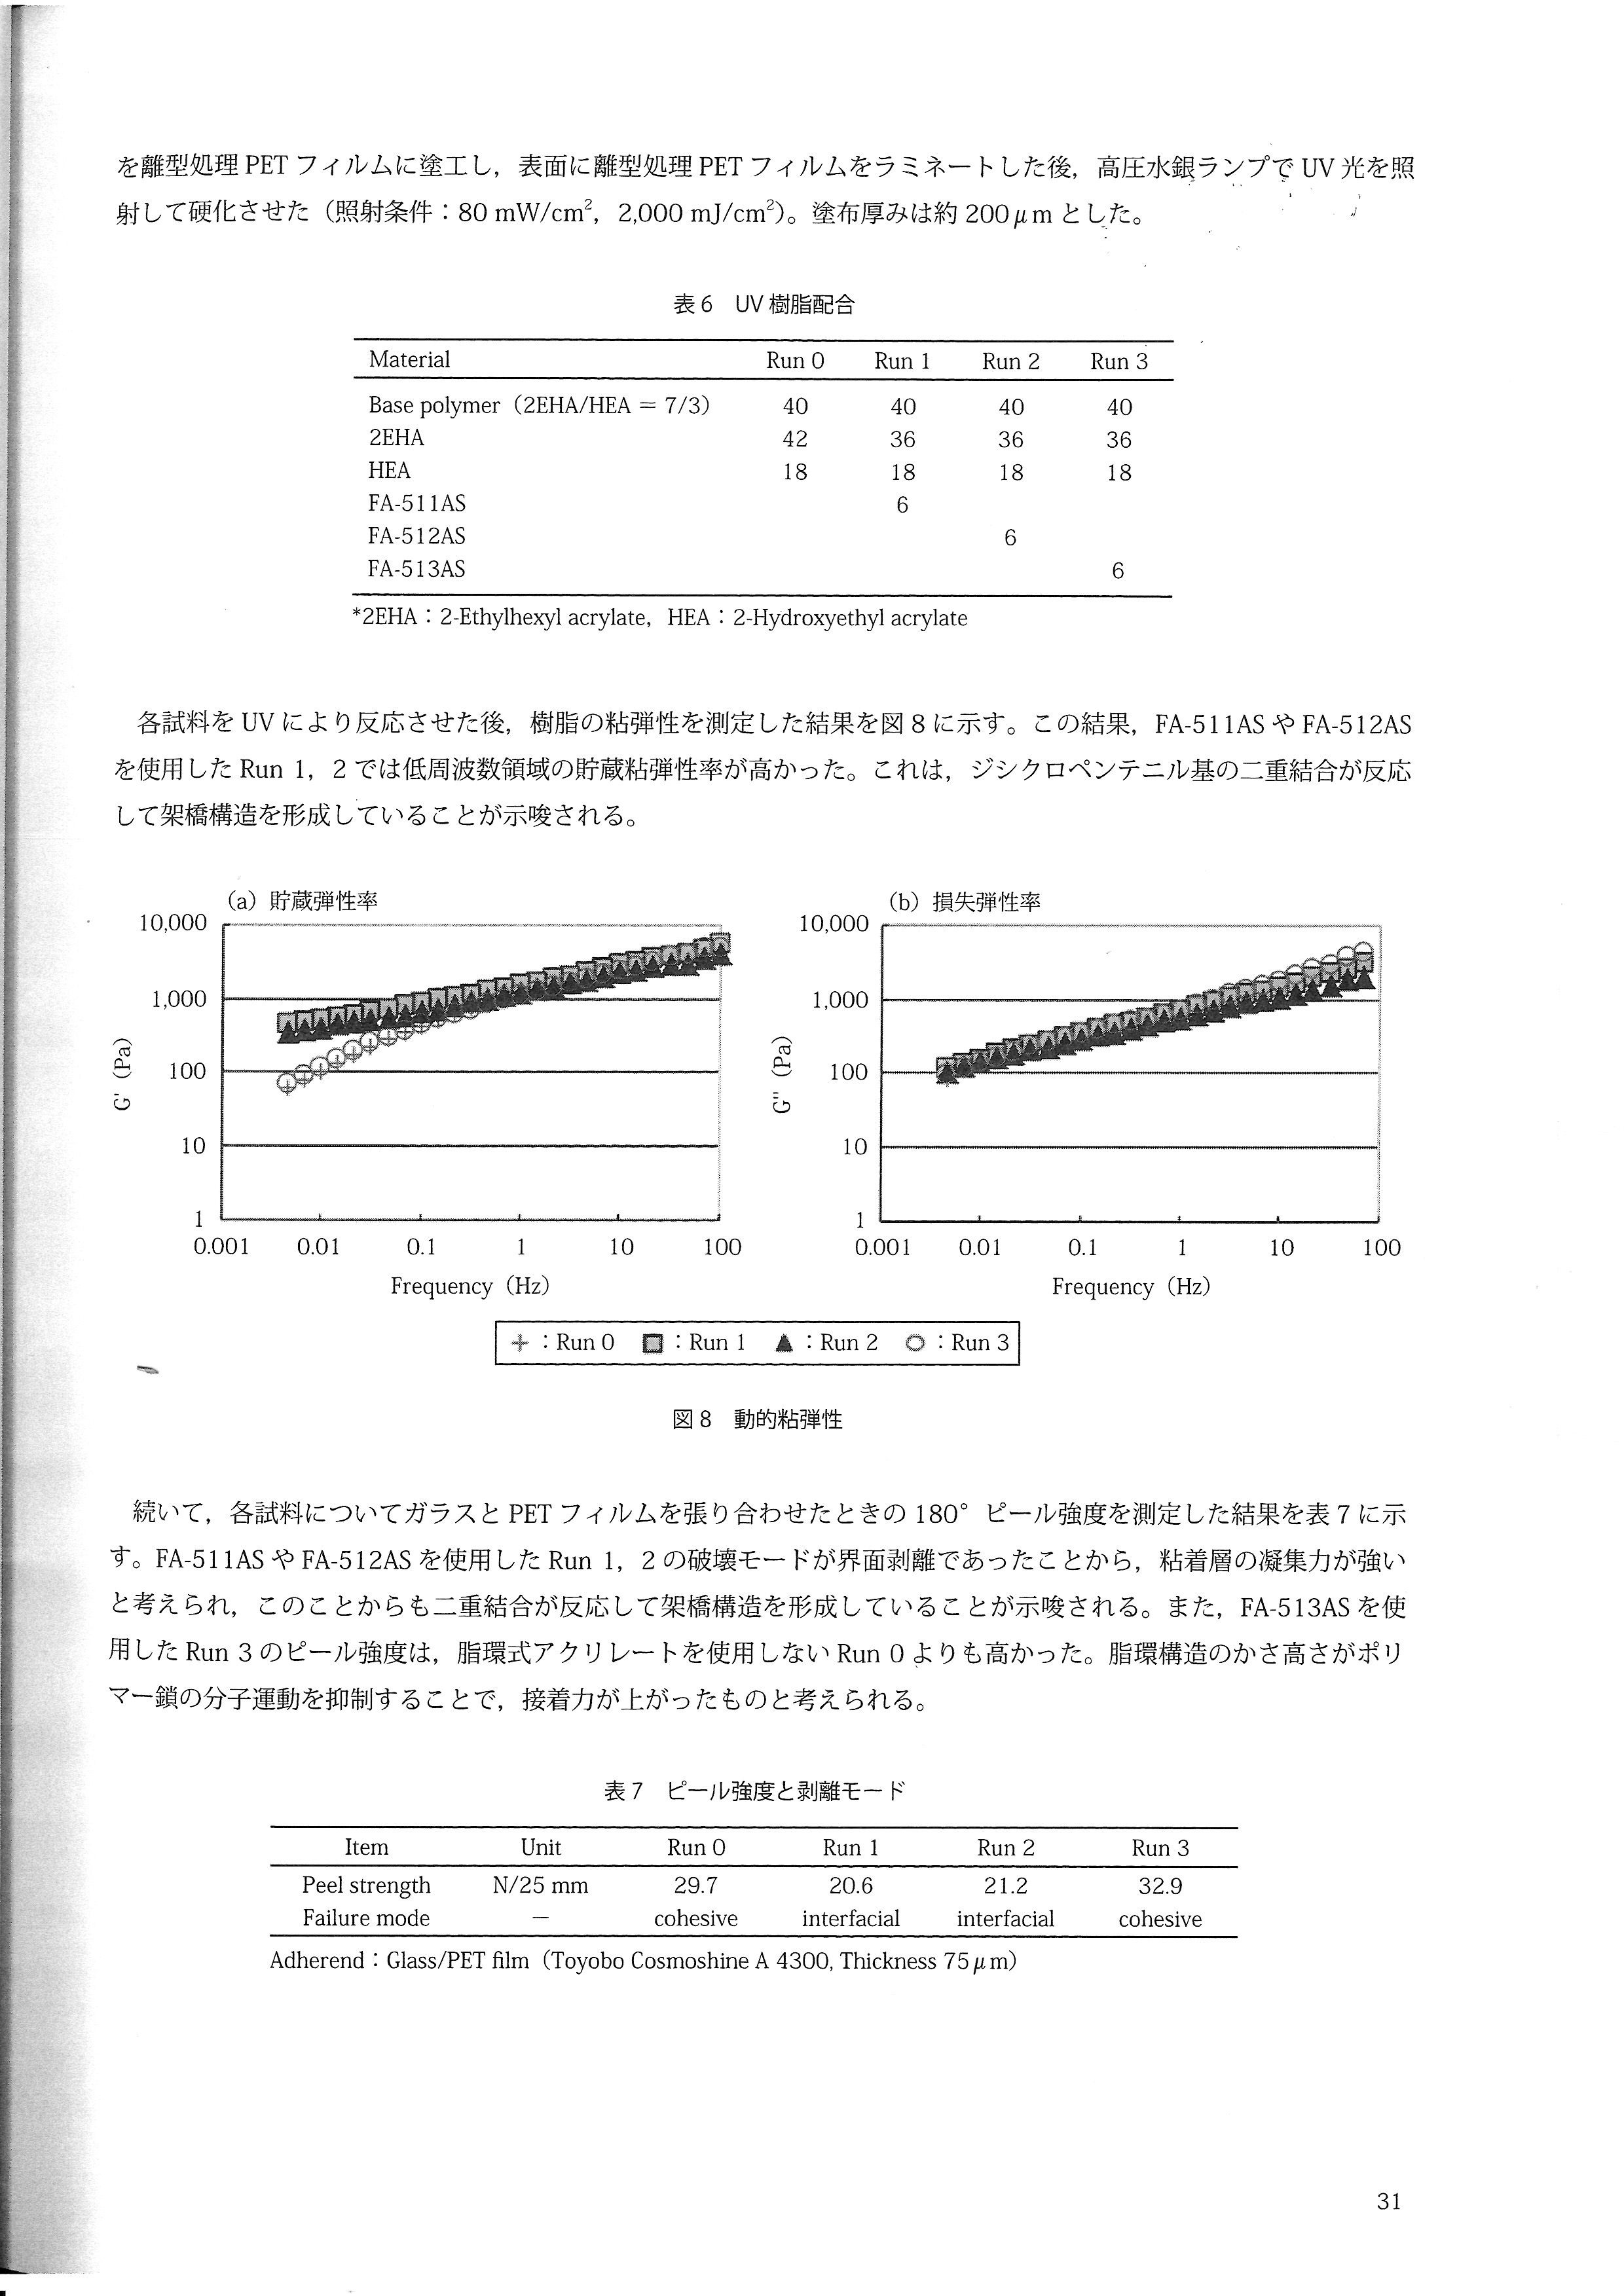 を離型処理 PET フィルムに塗工し，表面に離型処理 PET フィルムをラミネートした後，高圧水銀ランプで UV 光を照
射して硬化させた（照射条件：80 mW/cm²，2,000 mJ/cm²）。塗布厚みは約 200 μm とした。
表6　UV 樹脂配合
Material Run 0 Run 1 Run 2 Run 3
Base polymer（2EHA/HEA = 7/3） 40 40 40 40
2EHA 42 36 36 36
HEA 18 18 18 18
FA-511AS 6
FA-512AS 6
FA-513AS 6
*2EHA：2-Ethylhexyl acrylate，HEA：2-Hydroxyethyl acrylate
各試料を UV により反応させた後，樹脂の粘弾性を測定した結果を図 8 に示す。この結果，FA-511AS や FA-512AS
を使用した Run 1，2 では低周波数領域の貯蔵粘弾性率が高かった。これは，ジシクロペンテニル基の二重結合が反応
して架橋構造を形成していることが示唆される。
（a）貯蔵弾性率
10,000
1,000
100
10
1
G'（Pa）
0.001 0.01 0.1 1 10 100
Frequency（Hz）
（b）損失弾性率
10,000
1,000
100
10
1
G"（Pa）
0.001 0.01 0.1 1 10 100
Frequency（Hz）
+：Run 0 ■：Run 1 ▲：Run 2 ○：Run 3
図8　動的粘弾性
続いて，各試料についてガラスと PET フィルムを張り合わせたときの 180°ピール強度を測定した結果を表 7 に示
す。FA-511AS や FA-512AS を使用した Run 1，2 の破壊モードが界面剥離であったことから，粘着層の凝集力が強い
と考えられ，このことからも二重結合が反応して架橋構造を形成していることが示唆される。また，FA-513AS を使
用した Run 3 のピール強度は，脂環式アクリレートを使用しない Run 0 よりも高かった。脂環構造のかさ高さがポリ
マー鎖の分子運動を抑制することで，接着力が上がったものと考えられる。
表7　ピール強度と剥離モード
Item Unit Run 0 Run 1 Run 2 Run 3
Peel strength N/25 mm 29.7 20.6 21.2 32.9
Failure mode — cohesive interfacial interfacial cohesive
Adherend：Glass/PET film（Toyobo Cosmoshine A 4300, Thickness 75 μm）
31